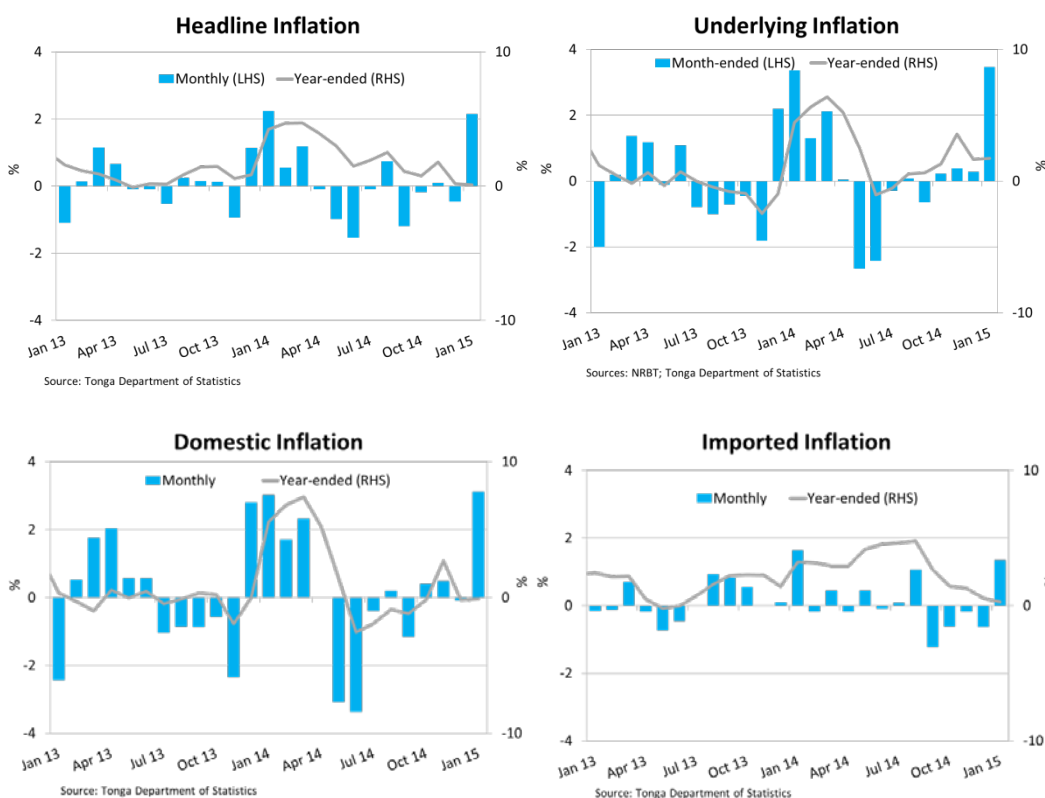 Headline Inflation
4 10
Monthly (LHS) Year-ended (RHS)
2
% %
0 0
-2
-4 -10
Jan 13 Apr 13 Jul 13 Oct 13 Jan 14 Apr 14 Jul 14 Oct 14 Jan 15
Source: Tonga Department of Statistics
Underlying Inflation
4 10
Month-ended (LHS) Year-ended (RHS)
2
% %
0 0
-2
-4 -10
Jan 13 Apr 13 Jul 13 Oct 13 Jan 14 Apr 14 Jul 14 Oct 14 Jan 15
Sources: NRBT; Tonga Department of Statistics
Domestic Inflation
4 10
Monthly Year-ended (RHS)
2
% %
0 0
-2
-4 -10
Jan 13 Apr 13 Jul 13 Oct 13 Jan 14 Apr 14 Jul 14 Oct 14 Jan 15
Source: Tonga Department of Statistics
Imported Inflation
4 10
Monthly Year-ended (RHS)
2
% %
0 0
-2
-4 -10
Jan 13 Apr 13 Jul 13 Oct 13 Jan 14 Apr 14 Jul 14 Oct 14 Jan 15
Source: Tonga Department of Statistics